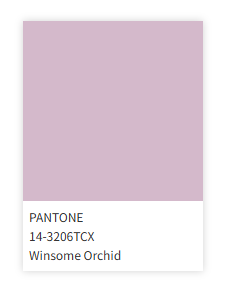 PANTONE
14-3206TCX
Winsome Orchid